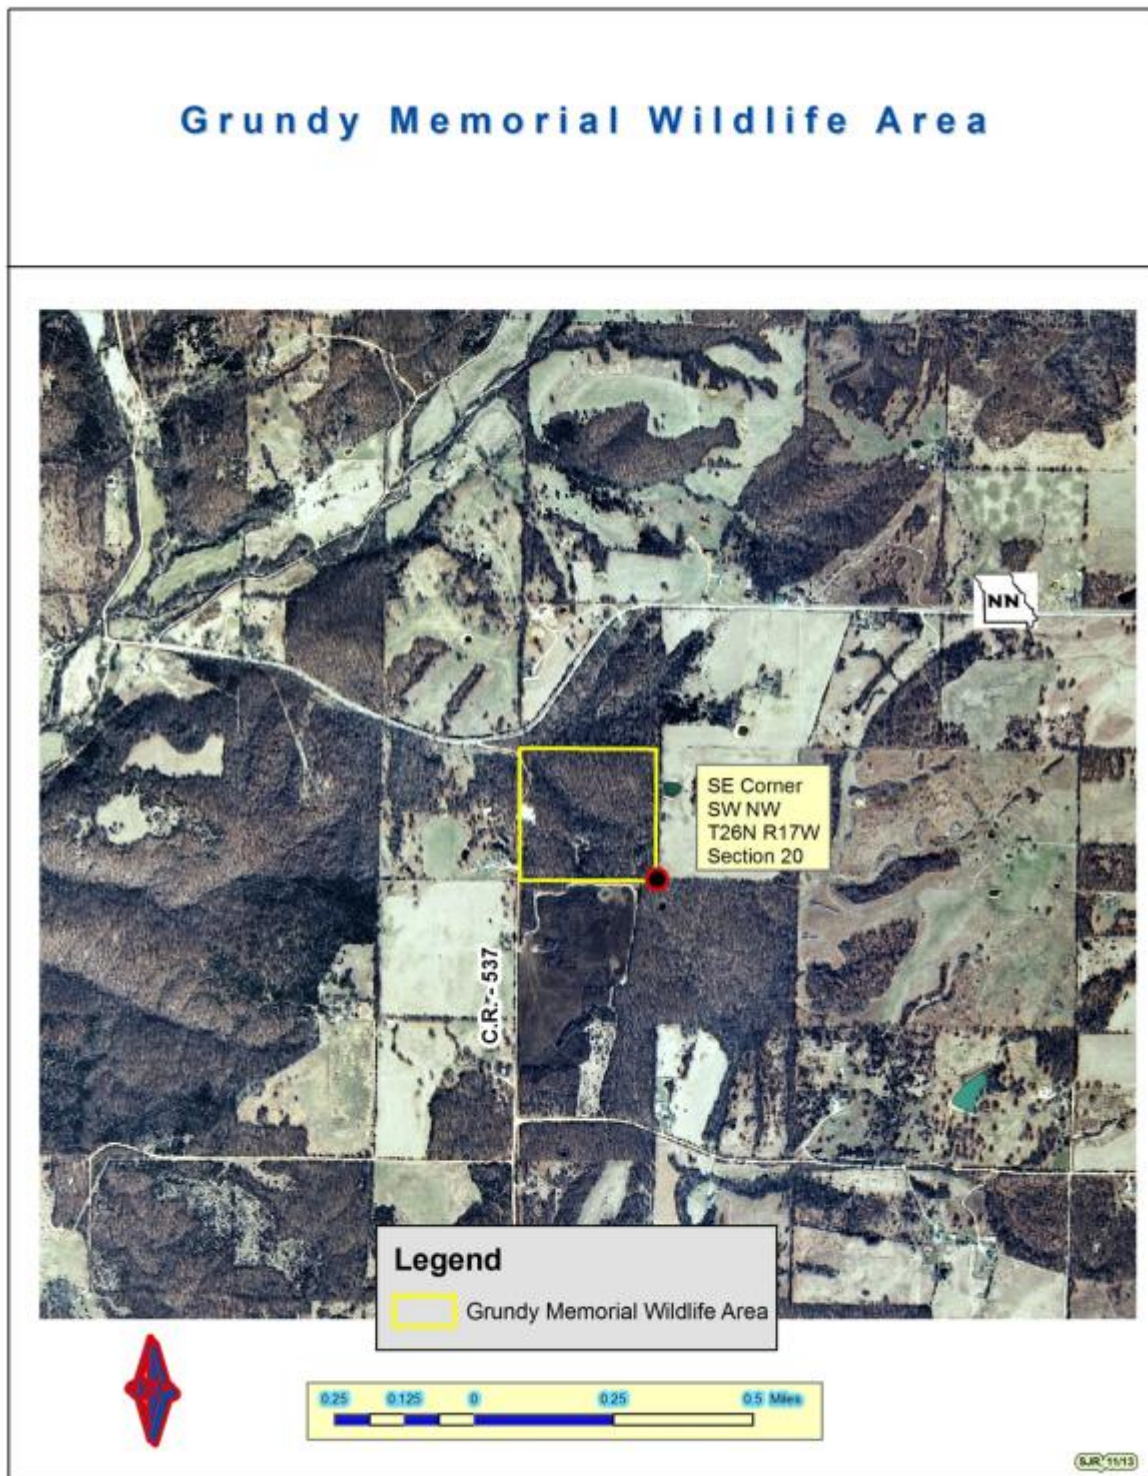 Grundy Memorial Wildlife Area
NN
SE Corner
SW NW
T26N R17W
Section 20
C.R. - 537
Legend
Grundy Memorial Wildlife Area
0.25 0.125 0 0.25 0.5 Miles
SJR 11/13